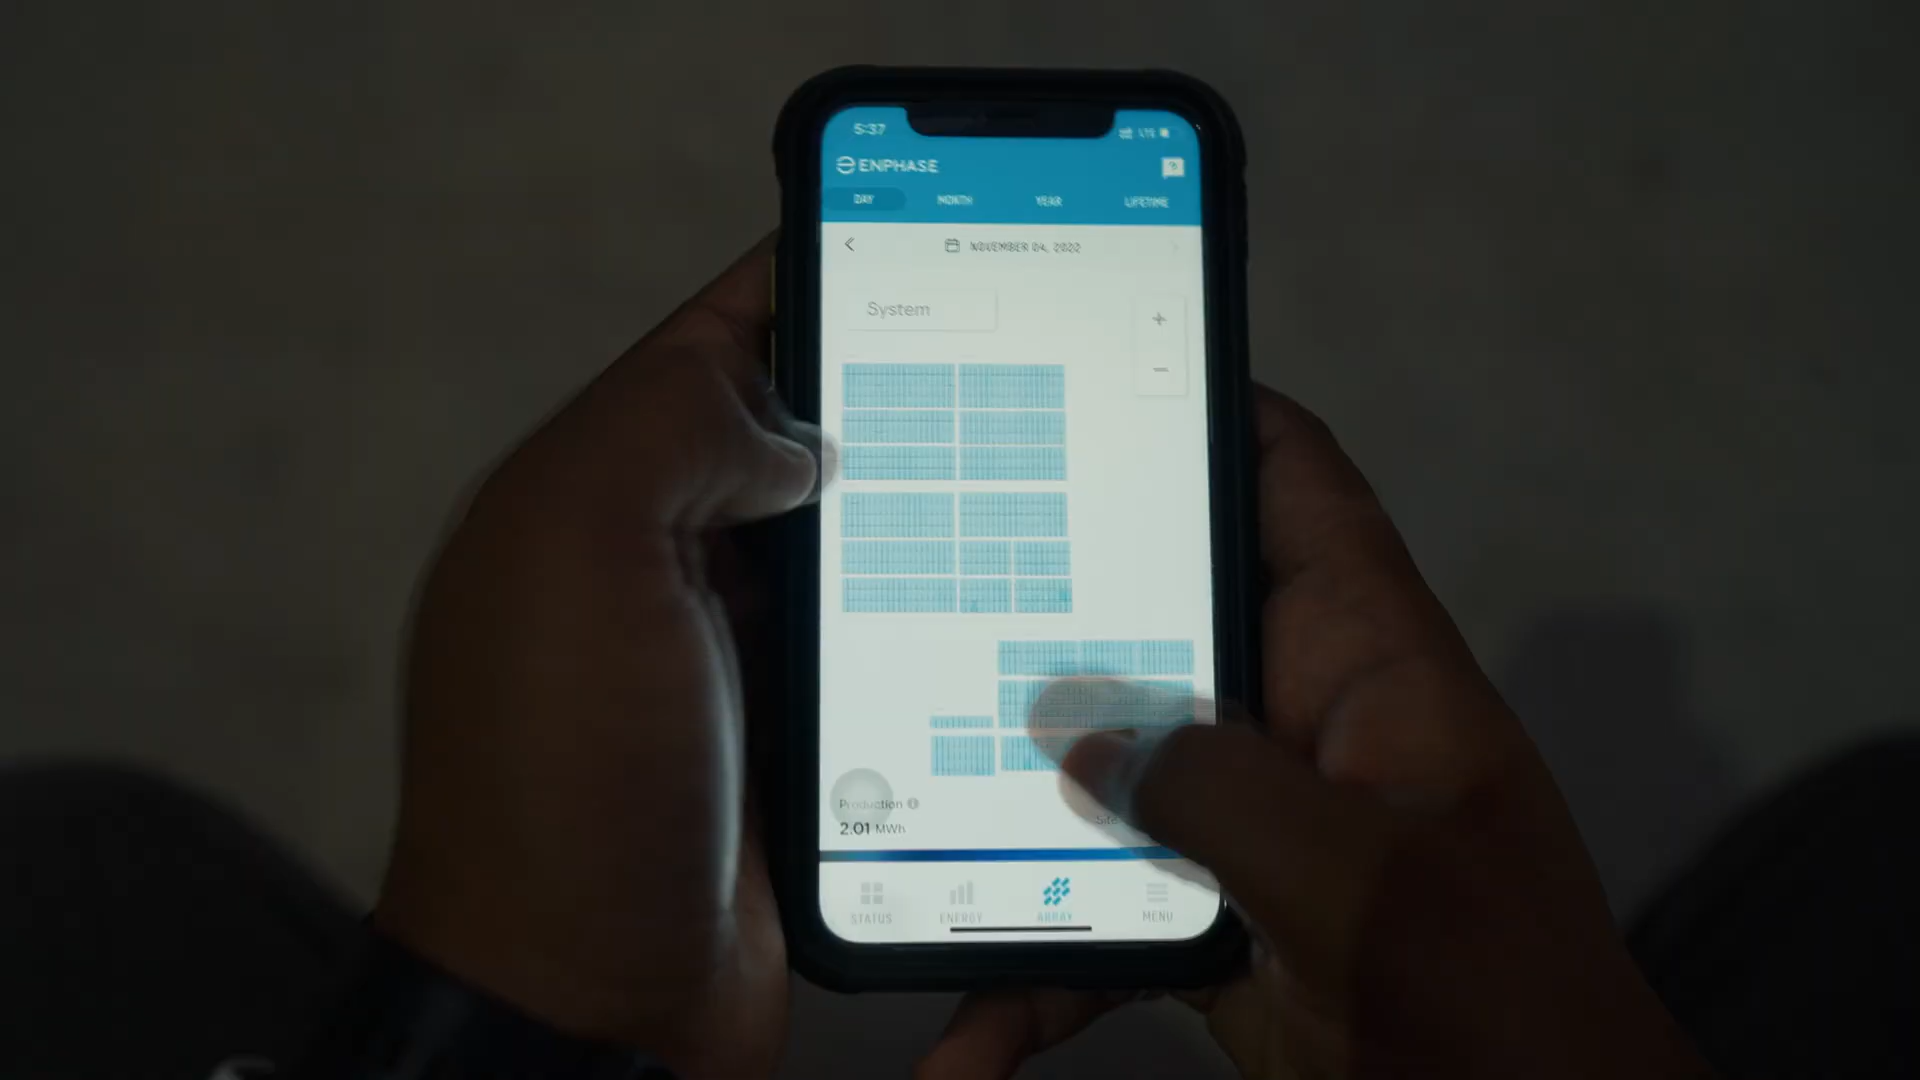 5:37 LTE
ENPHASE
DAY MONTH YEAR LIFETIME
NOVEMBER 04, 2022
System
+
−
Production
2.01 MWh
STATUS ENERGY ARRAY MENU